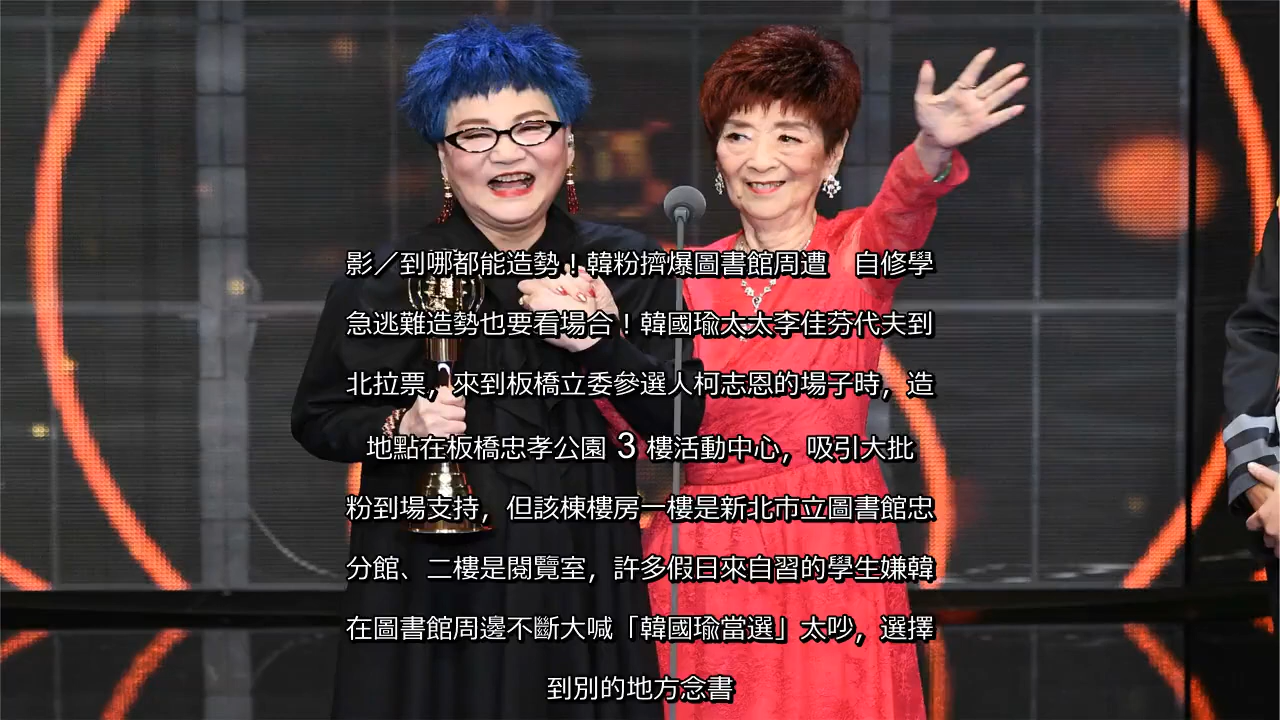 影／到哪都能造勢！韓粉擠爆圖書館周遭　自修學
急逃難造勢也要看場合！韓國瑜太太李佳芬代夫到
北拉票，來到板橋立委參選人柯志恩的場子時，造
地點在板橋忠孝公園 3 樓活動中心，吸引大批
粉到場支持，但該棟樓房一樓是新北市立圖書館忠
分館、二樓是閱覽室，許多假日來自習的學生嫌韓
在圖書館周邊不斷大喊「韓國瑜當選」太吵，選擇
到別的地方念書